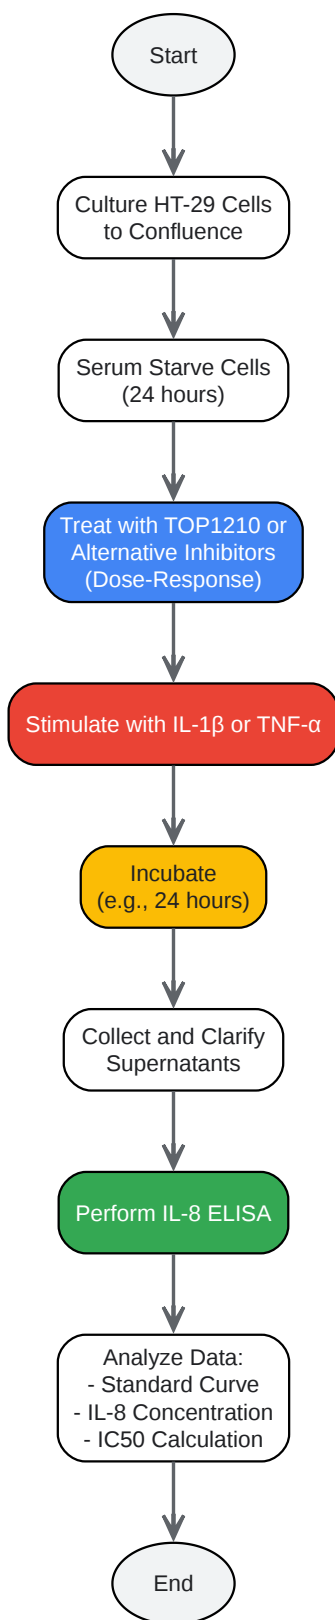 Start
Culture HT-29 Cells
to Confluence
Serum Starve Cells
(24 hours)
Treat with TOP1210 or
Alternative Inhibitors
(Dose-Response)
Stimulate with IL-1β or TNF-α
Incubate
(e.g., 24 hours)
Collect and Clarify
Supernatants
Perform IL-8 ELISA
Analyze Data:
- Standard Curve
- IL-8 Concentration
- IC50 Calculation
End